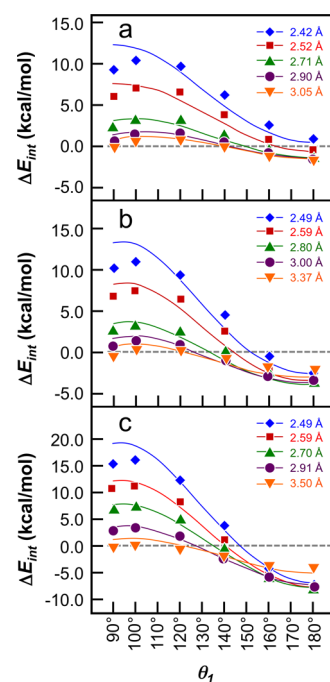 a
2.42 Å
2.52 Å
2.71 Å
2.90 Å
3.05 Å
15.0
10.0
5.0
0.0
-5.0
ΔEint (kcal/mol)
b
2.49 Å
2.59 Å
2.80 Å
3.00 Å
3.37 Å
15.0
10.0
5.0
0.0
-5.0
ΔEint (kcal/mol)
c
2.49 Å
2.59 Å
2.70 Å
2.91 Å
3.50 Å
20.0
15.0
10.0
5.0
0.0
-5.0
-10.0
ΔEint (kcal/mol)
90° 100° 110° 120° 130° 140° 150° 160° 170° 180°
θ1